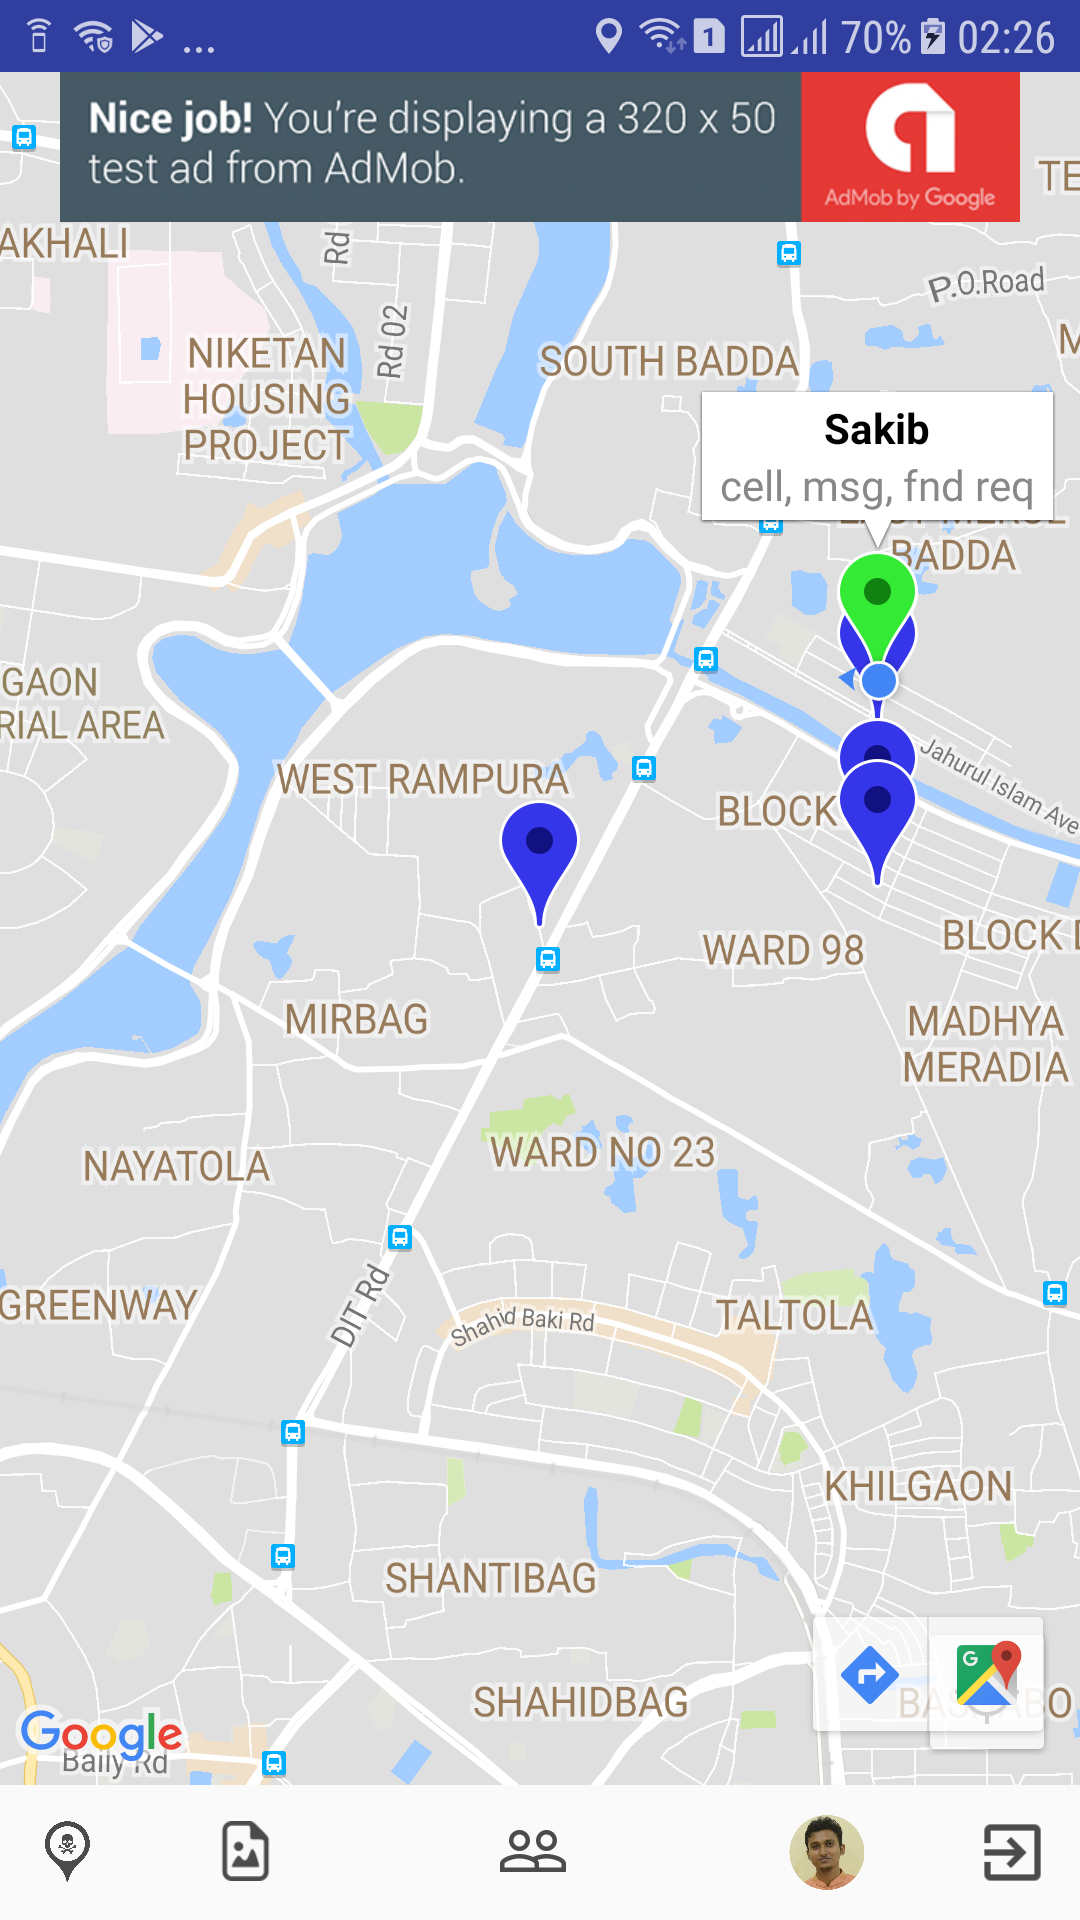 ... 1 70% 02:26
Nice job! You're displaying a 320 x 50
test ad from AdMob.
AdMob by Google
TE
AKHALI
Rd
P.O.Road
Rd 02
NIKETAN
HOUSING
PROJECT
SOUTH BADDA
M
Sakib
cell, msg, fnd req
BADDA
GAON
RIAL AREA
WEST RAMPURA
Jahurul Islam Ave
BLOCK
WARD 98
BLOCK D
MIRBAG
MADHYA
MERADIA
WARD NO 23
NAYATOLA
GREENWAY
DIT Rd
Shahid Baki Rd
TALTOLA
KHILGAON
SHANTIBAG
SHAHIDBAG
G
Google
Baily Rd